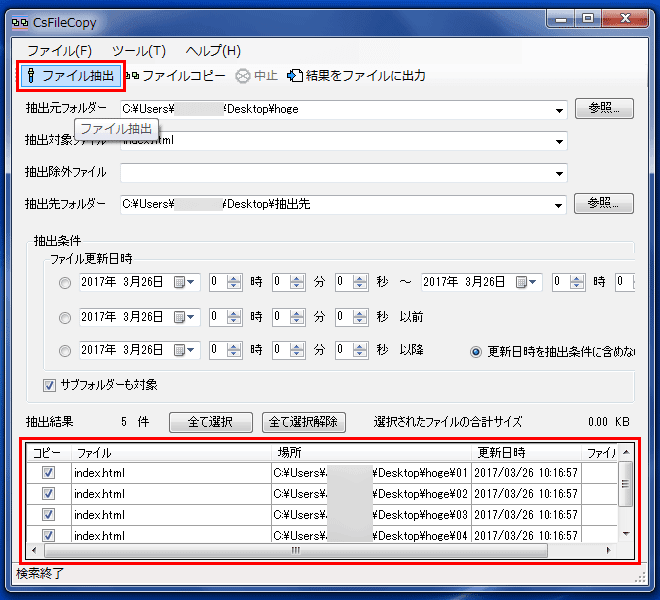 CsFileCopy
ファイル(F) ツール(T) ヘルプ(H)
ファイル抽出 ファイルコピー 中止 結果をファイルに出力
抽出元フォルダー C:¥Users¥ ¥Desktop¥hoge 参照...
ファイル抽出
抽出対象ファイル index.html
抽出除外ファイル
抽出先フォルダー C:¥Users¥ ¥Desktop¥抽出先 参照...
抽出条件
ファイル更新日時
2017年 3月26日 0 時 0 分 0 秒 ～ 2017年 3月26日 0 時 0
2017年 3月26日 0 時 0 分 0 秒 以前
2017年 3月26日 0 時 0 分 0 秒 以降 更新日時を抽出条件に含めな
サブフォルダーも対象
抽出結果 5 件 全て選択 全て選択解除 選択されたファイルの合計サイズ 0.00 KB
コピー ファイル 場所 更新日時 ファイル
index.html C:¥Users¥ ¥Desktop¥hoge¥01 2017/03/26 10:16:57
index.html C:¥Users¥ ¥Desktop¥hoge¥02 2017/03/26 10:16:57
index.html C:¥Users¥ ¥Desktop¥hoge¥03 2017/03/26 10:16:57
index.html C:¥Users¥ ¥Desktop¥hoge¥04 2017/03/26 10:16:57
検索終了